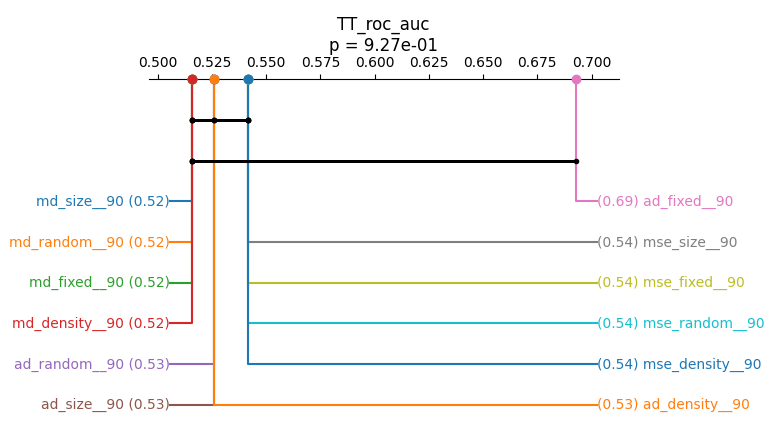 TT_roc_auc
p = 9.27e-01
0.500 0.525 0.550 0.575 0.600 0.625 0.650 0.675 0.700
md_size__90 (0.52) (0.69) ad_fixed__90
md_random__90 (0.52) (0.54) mse_size__90
md_fixed__90 (0.52) (0.54) mse_fixed__90
md_density__90 (0.52) (0.54) mse_random__90
ad_random__90 (0.53) (0.54) mse_density__90
ad_size__90 (0.53) (0.53) ad_density__90